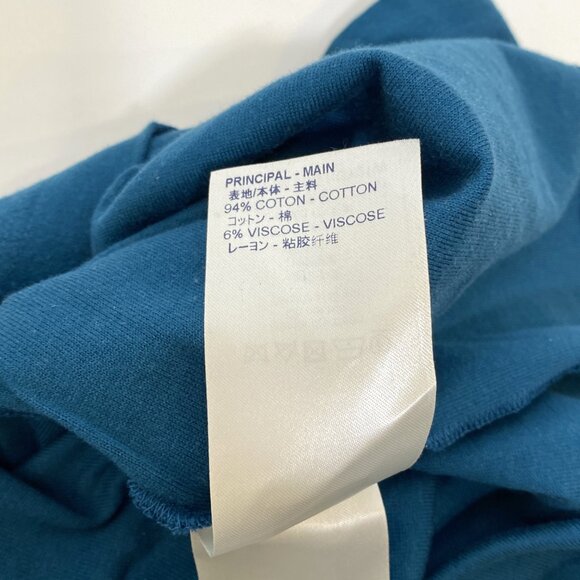 PRINCIPAL - MAIN
表地/本体 - 主料
94% COTON - COTTON
コットン - 棉
6% VISCOSE - VISCOSE
レーヨン - 粘胶纤维